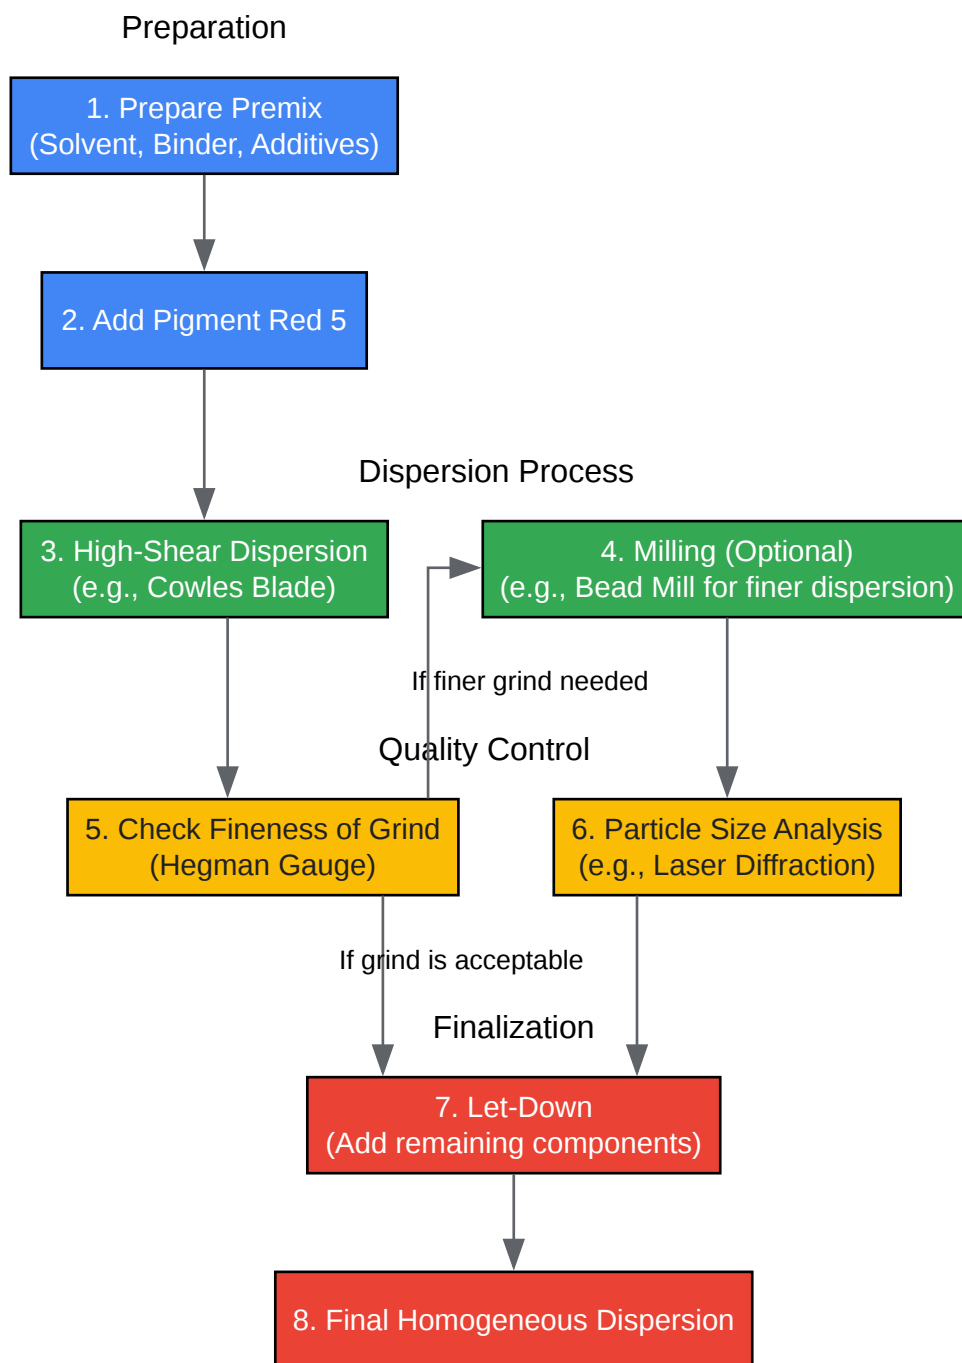 Preparation
1. Prepare Premix
(Solvent, Binder, Additives)
2. Add Pigment Red 5
Dispersion Process
3. High-Shear Dispersion
(e.g., Cowles Blade)
4. Milling (Optional)
(e.g., Bead Mill for finer dispersion)
If finer grind needed
Quality Control
5. Check Fineness of Grind
(Hegman Gauge)
6. Particle Size Analysis
(e.g., Laser Diffraction)
If grind is acceptable
Finalization
7. Let-Down
(Add remaining components)
8. Final Homogeneous Dispersion